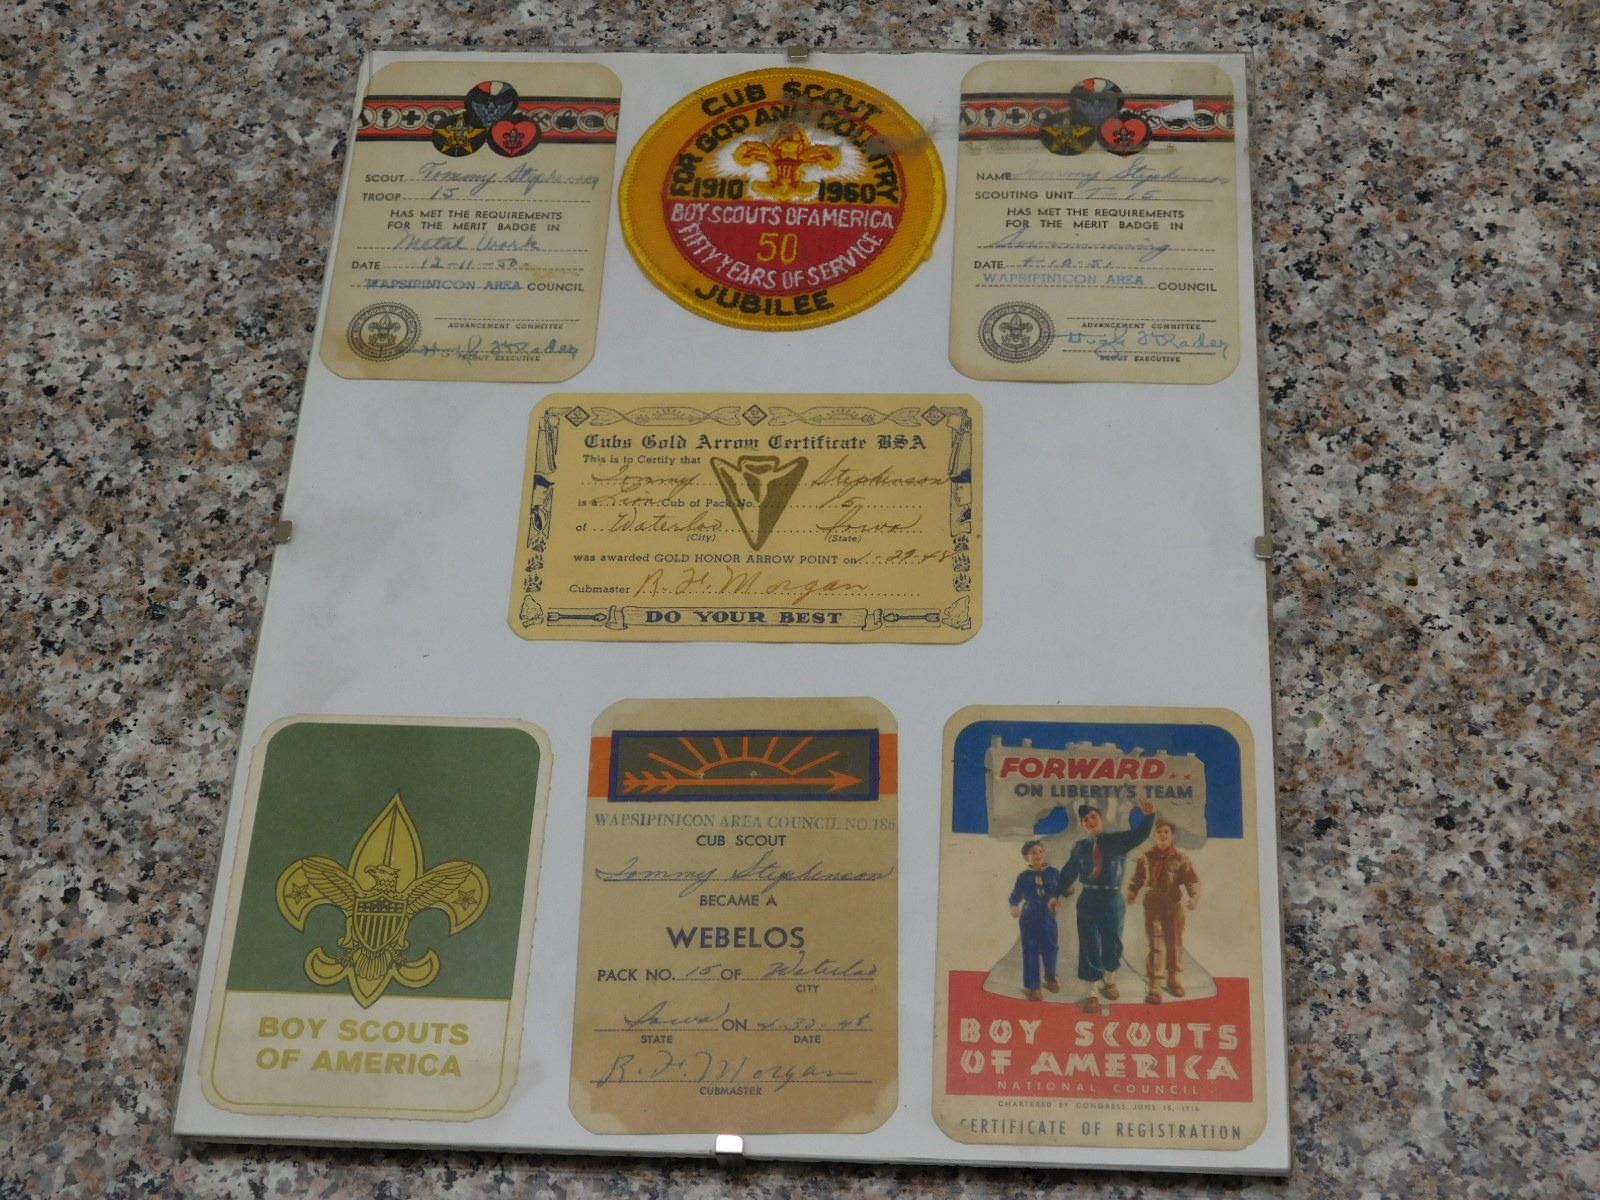 SCOUT Tommy Stephenson
TROOP 15
HAS MET THE REQUIREMENTS
FOR THE MERIT BADGE IN
Metal Work
DATE 12-11-50
WAPSIPINICON AREA COUNCIL
ADVANCEMENT COMMITTEE
SCOUT EXECUTIVE
CUB SCOUT
FOR GOD AND COUNTRY
1910 1960
BOY SCOUTS OF AMERICA
50
FIFTY YEARS OF SERVICE
JUBILEE
NAME Tommy Stephenson
SCOUTING UNIT T-15
HAS MET THE REQUIREMENTS
FOR THE MERIT BADGE IN
DATE
WAPSIPINICON AREA COUNCIL
ADVANCEMENT COMMITTEE
SCOUT EXECUTIVE
Cubs Gold Arrow Certificate BSA
This is to Certify that
Tommy Stephenson
is a Lion Cub of Pack No.
of Waterloo Iowa
(City) (State)
was awarded GOLD HONOR ARROW POINT on 1-29-48
Cubmaster R. H. Morgan
DO YOUR BEST
BOY SCOUTS
OF AMERICA
WAPSIPINICON AREA COUNCIL NO.186
CUB SCOUT
Tommy Stephenson
BECAME A
WEBELOS
PACK NO. 15 OF Waterloo
CITY
Iowa ON
STATE DATE
R. H. Morgan
CUBMASTER
FORWARD..
ON LIBERTY'S TEAM
BOY SCOUTS
OF AMERICA
NATIONAL COUNCIL
CHARTERED BY CONGRESS JUNE 15, 1916
CERTIFICATE OF REGISTRATION